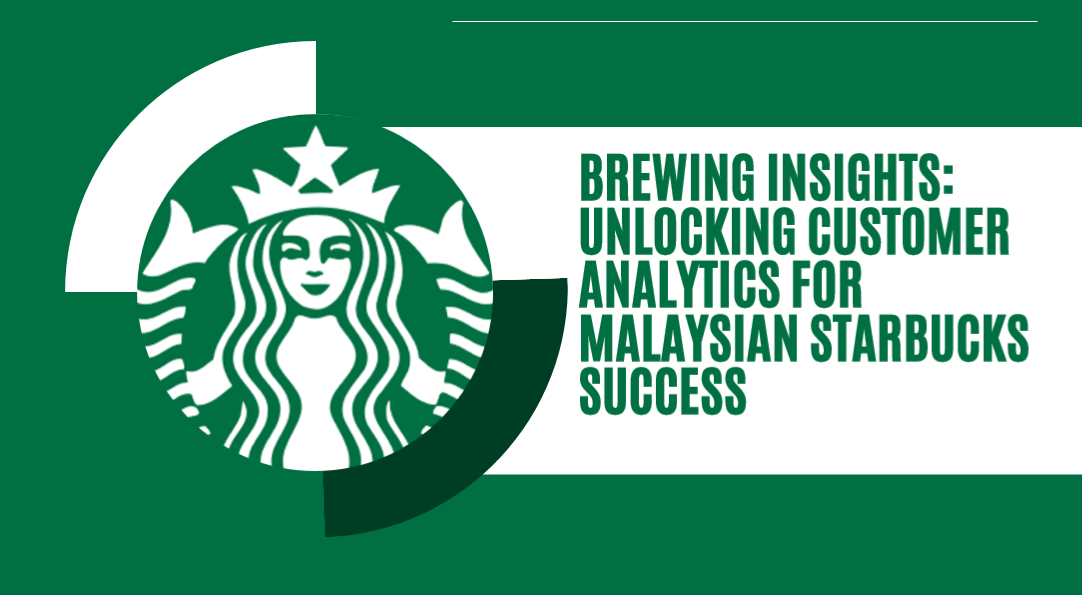 BREWING INSIGHTS:
UNLOCKING CUSTOMER
ANALYTICS FOR
MALAYSIAN STARBUCKS
SUCCESS